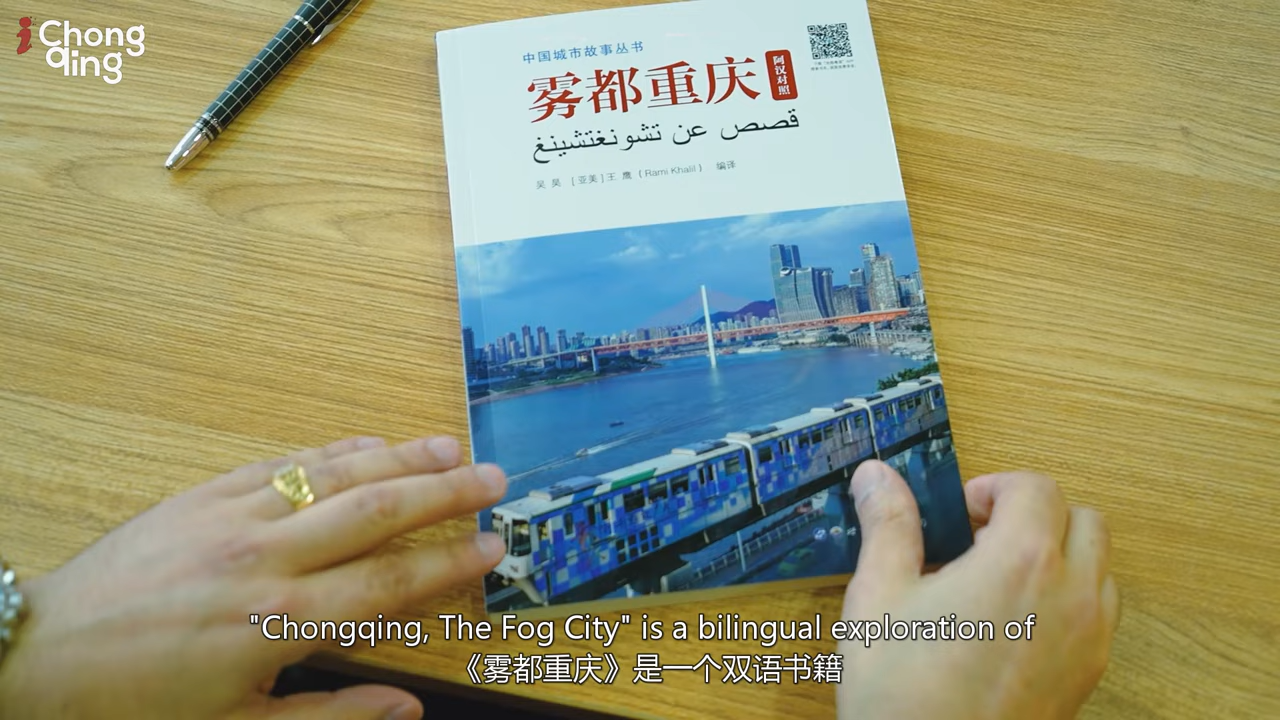 iChongqing
中国城市故事丛书
雾都重庆
阿汉对照
قصص عن تشونغتشينغ
吴昊 [亚美] 王鹰 (Rami Khalil) 编译
"Chongqing, The Fog City" is a bilingual exploration of
《雾都重庆》是一个双语书籍